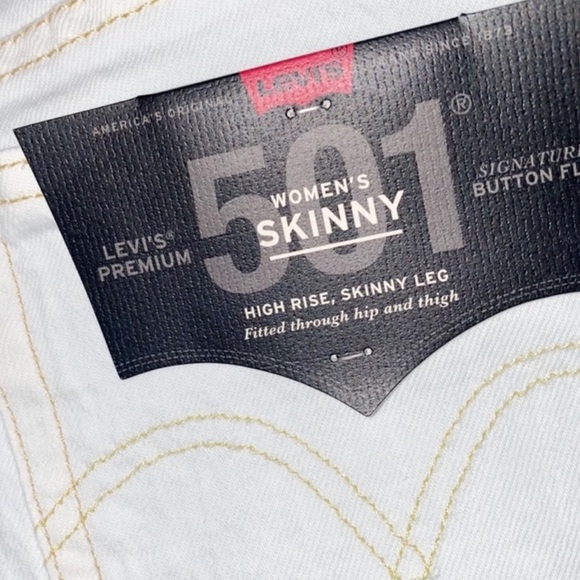 AMERICA'S ORIGINAL
Levi's
SINCE 1873
501®
WOMEN'S
SKINNY
LEVI'S®
PREMIUM
SIGNATURE
BUTTON FL
HIGH RISE, SKINNY LEG
Fitted through hip and thigh